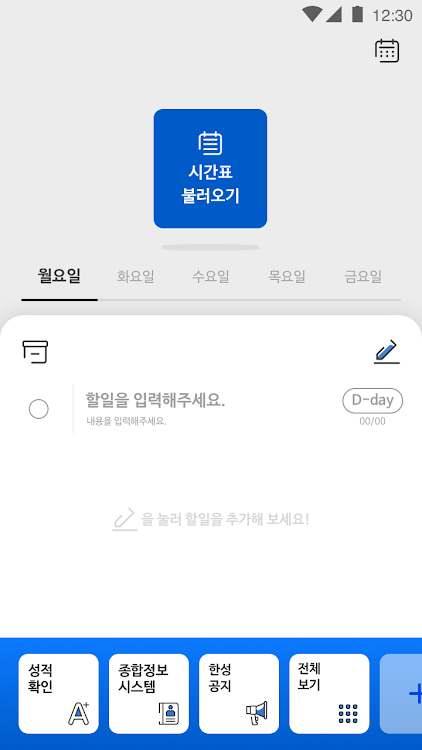 12:30
시간표
불러오기
월요일 화요일 수요일 목요일 금요일
할일을 입력해주세요.
D-day
내용을 입력해주세요.
00/00
을 눌러 할일을 추가해 보세요!
성적
확인
A+
종합정보
시스템
한성
공지
전체
보기
+